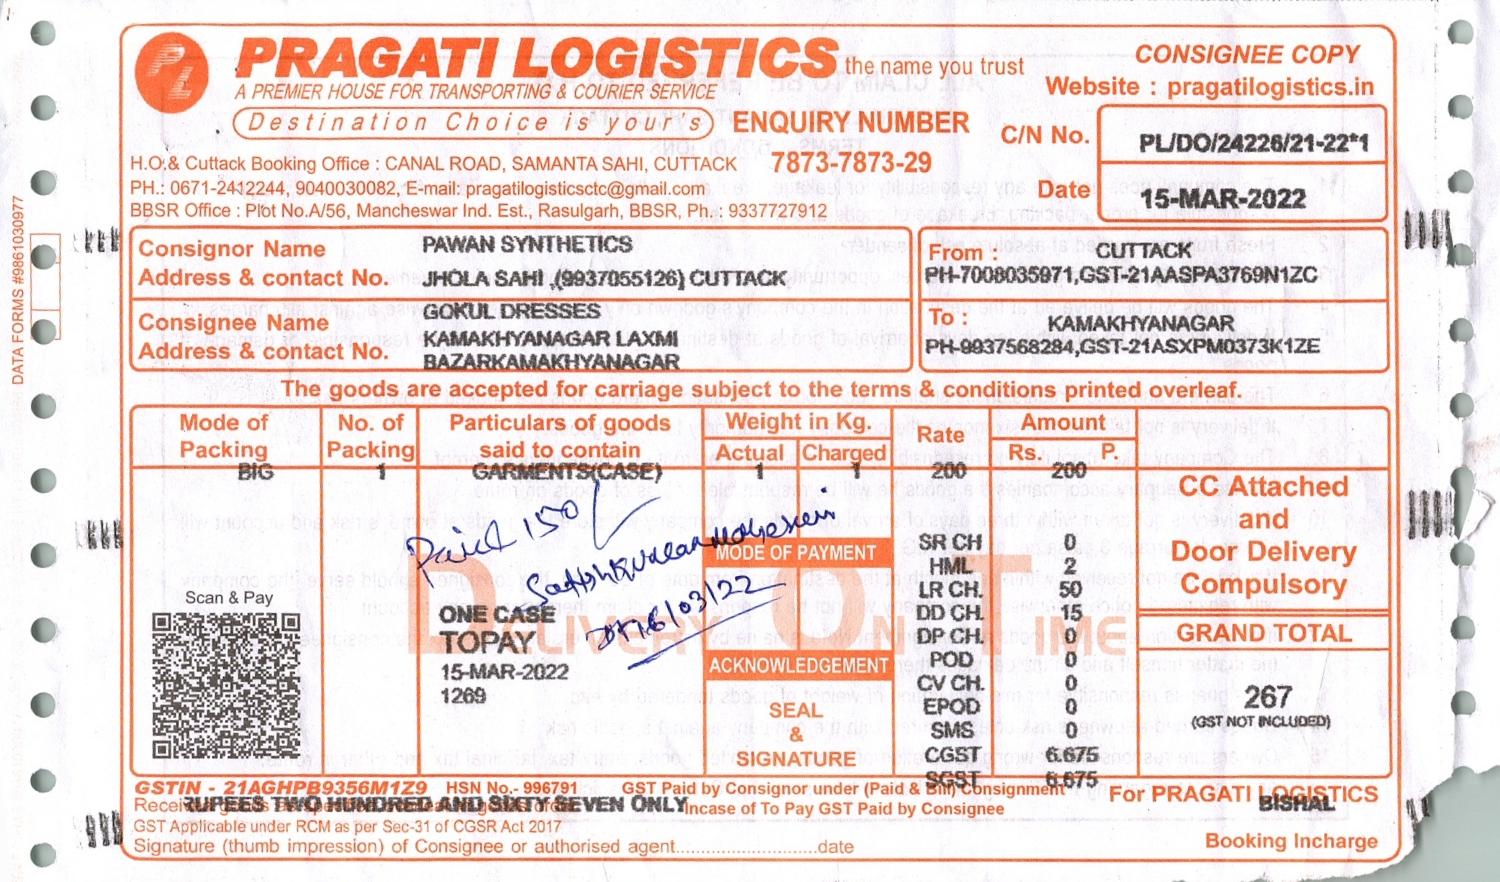 PRAGATI LOGISTICS the name you trust
A PREMIER HOUSE FOR TRANSPORTING & COURIER SERVICE
Destination Choice is your's
CONSIGNEE COPY
Website : pragatilogistics.in
ENQUIRY NUMBER
7873-7873-29
C/N No. PL/DO/24226/21-22*1
Date 15-MAR-2022
H.O.& Cuttack Booking Office : CANAL ROAD, SAMANTA SAHI, CUTTACK
PH.: 0671-2412244, 9040030082, E-mail: pragatilogisticsctc@gmail.com
BBSR Office : Plot No.A/56, Mancheswar Ind. Est., Rasulgarh, BBSR, Ph.: 9337727912
DATA FORMS #9861030977
Consignor Name PAWAN SYNTHETICS
Address & contact No. JHOLA SAHI ,(9937055126) CUTTACK
From : CUTTACK
PH-7008035971,GST-21AASPA3769N1ZC
Consignee Name GOKUL DRESSES
Address & contact No. KAMAKHYANAGAR LAXMI
BAZARKAMAKHYANAGAR
To : KAMAKHYANAGAR
PH-9937568284,GST-21ASXPM0373K1ZE
The goods are accepted for carriage subject to the terms & conditions printed overleaf.
Mode of Packing No. of Packing Particulars of goods said to contain Weight in Kg. Actual Charged Rate Amount Rs. P.
BIG 1 GARMENTS(CASE) 1 1 200 200
CC Attached
and
Door Delivery
Compulsory
Paid 150/
MODE OF PAYMENT
16/03/22
SR CH 0
HML 2
LR CH. 50
DD CH. 15
DP CH. 0
POD 0
CV CH. 0
EPOD 0
SMS 0
CGST 6.675
SGST 6.675
Scan & Pay
ONE CASE
TOPAY
15-MAR-2022
1269
DELIVERY ON TIME
ACKNOWLEDGEMENT
SEAL
&
SIGNATURE
GRAND TOTAL
267
(GST NOT INCLUDED)
GSTIN - 21AGHPB9356M1Z9 HSN No.- 996791 GST Paid by Consignor under (Paid & Bill) Consignment
Incase of To Pay GST Paid by Consignee
RUPEES TWO HUNDRED AND SIXTY SEVEN ONLY
GST Applicable under RCM as per Sec-31 of CGSR Act 2017
Signature (thumb impression) of Consignee or authorised agent..............................date
For PRAGATI LOGISTICS
BISHAL
Booking Incharge